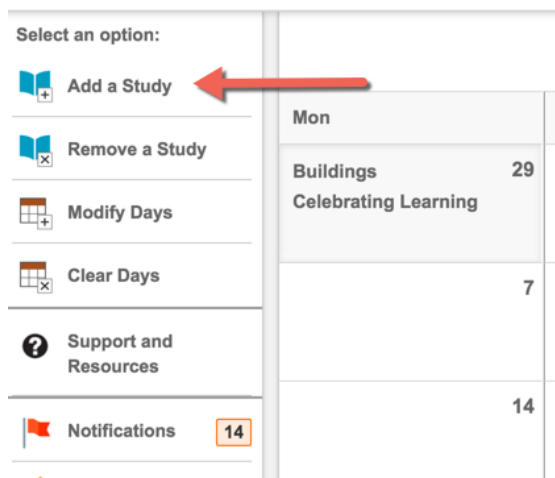 Select an option:
Add a Study
Remove a Study
Modify Days
Clear Days
Support and
Resources
Notifications 14
Mon
Buildings 29
Celebrating Learning
7
14